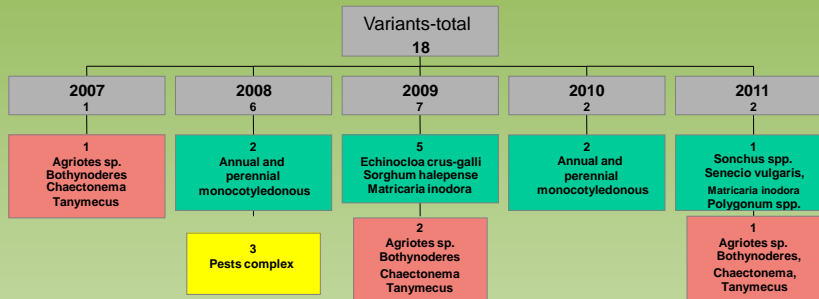 Variants-total
18
2007
1
2008
6
2009
7
2010
2
2011
2
1
Agriotes sp.
Bothynoderes
Chaectonema
Tanymecus
2
Annual and
perennial
monocotyledonous
5
Echinocloa crus-galli
Sorghum halepense
Matricaria inodora
2
Annual and
perennial
monocotyledonous
1
Sonchus spp.
Senecio vulgaris,
Matricaria inodora
Polygonum spp.
3
Pests complex
2
Agriotes sp.
Bothynoderes
Chaectonema
Tanymecus
1
Agriotes sp.
Bothynoderes,
Chaectonema,
Tanymecus